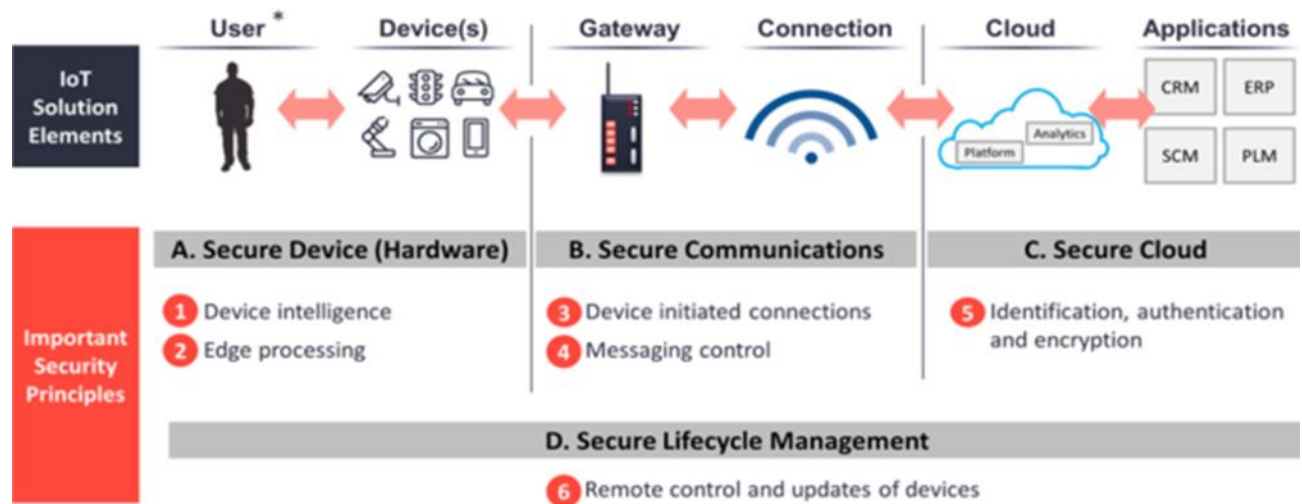 User *
Device(s)
Gateway
Connection
Cloud
Applications
IoT
Solution
Elements
Platform
Analytics
CRM
ERP
SCM
PLM
Important
Security
Principles
A. Secure Device (Hardware)
B. Secure Communications
C. Secure Cloud
1 Device intelligence
2 Edge processing
3 Device initiated connections
4 Messaging control
5 Identification, authentication
and encryption
D. Secure Lifecycle Management
6 Remote control and updates of devices